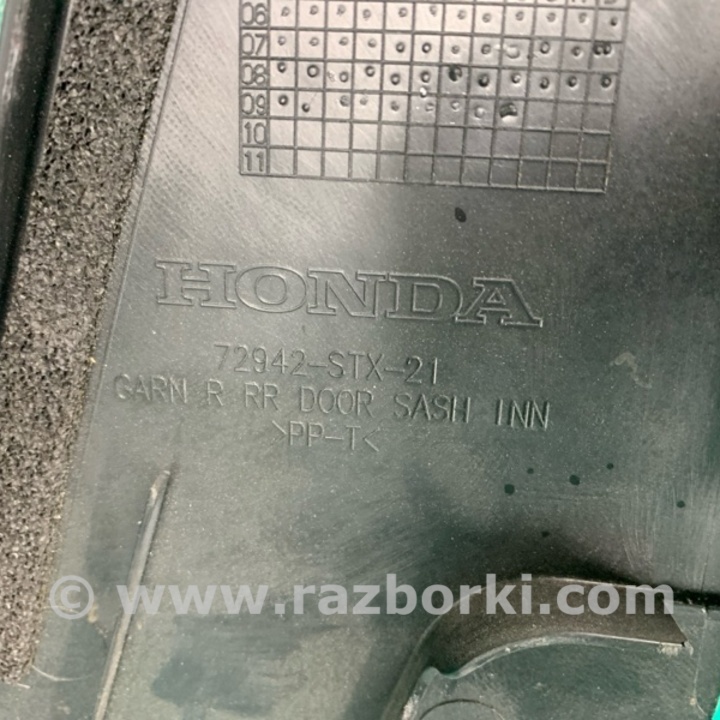 06
07
08
09
10
11
HONDA
72942-STX-21
GARN R RR DOOR SASH INN
>PP-T<
© www.razborki.com